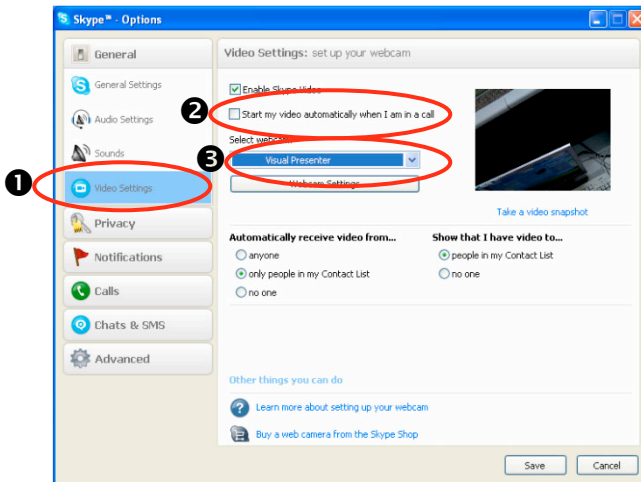 Skype™ - Options
General
General Settings
Audio Settings
Sounds
Video Settings
Privacy
Notifications
Calls
Chats & SMS
Advanced
Video Settings: set up your webcam
Enable Skype Video
2
Start my video automatically when I am in a call
Select webcam
3
Visual Presenter
1
Webcam Settings
Take a video snapshot
Automatically receive video from...
anyone
only people in my Contact List
no one
Show that I have video to...
people in my Contact List
no one
Other things you can do
Learn more about setting up your webcam
Buy a web camera from the Skype Shop
Save
Cancel